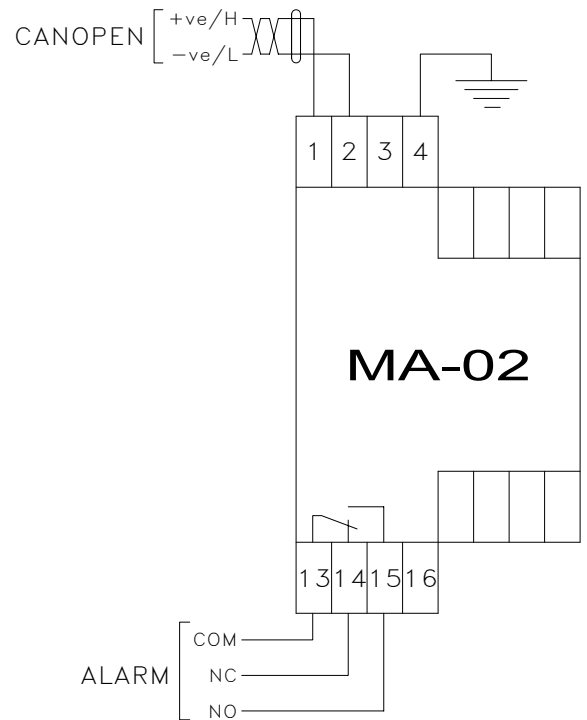 CANOPEN
+ve/H
-ve/L
1 2 3 4
MA-02
13 14 15 16
ALARM
COM
NC
NO